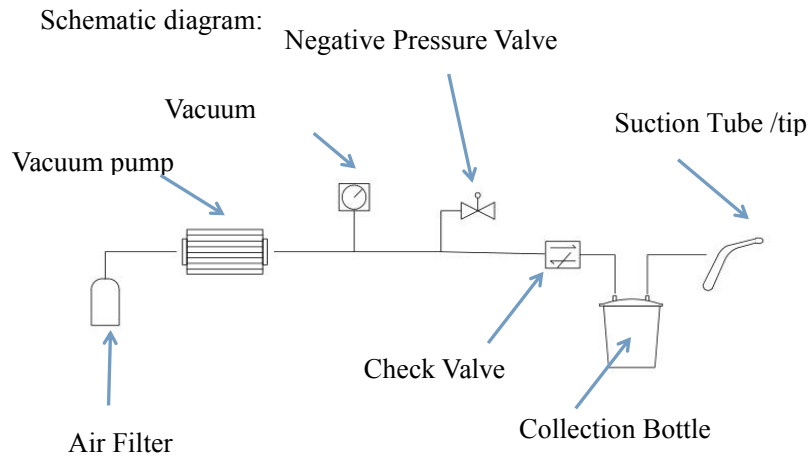 Schematic diagram:
Negative Pressure Valve
Vacuum
Suction Tube /tip
Vacuum pump
Check Valve
Collection Bottle
Air Filter